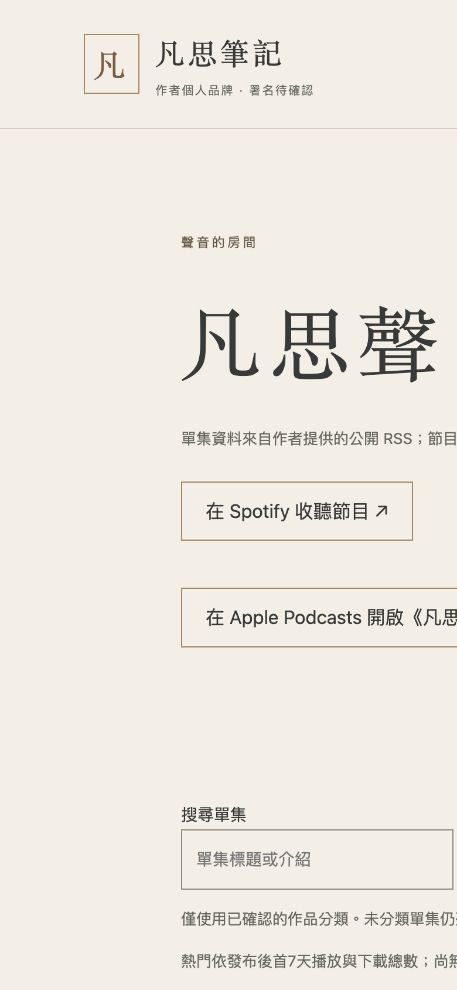 凡
凡思筆記
作者個人品牌 · 署名待確認
聲音的房間
凡思聲
單集資料來自作者提供的公開 RSS；節目
在 Spotify 收聽節目 ↗
在 Apple Podcasts 開啟《凡思
搜尋單集
單集標題或介紹
僅使用已確認的作品分類。未分類單集仍
熱門依發布後首7天播放與下載總數；尚無